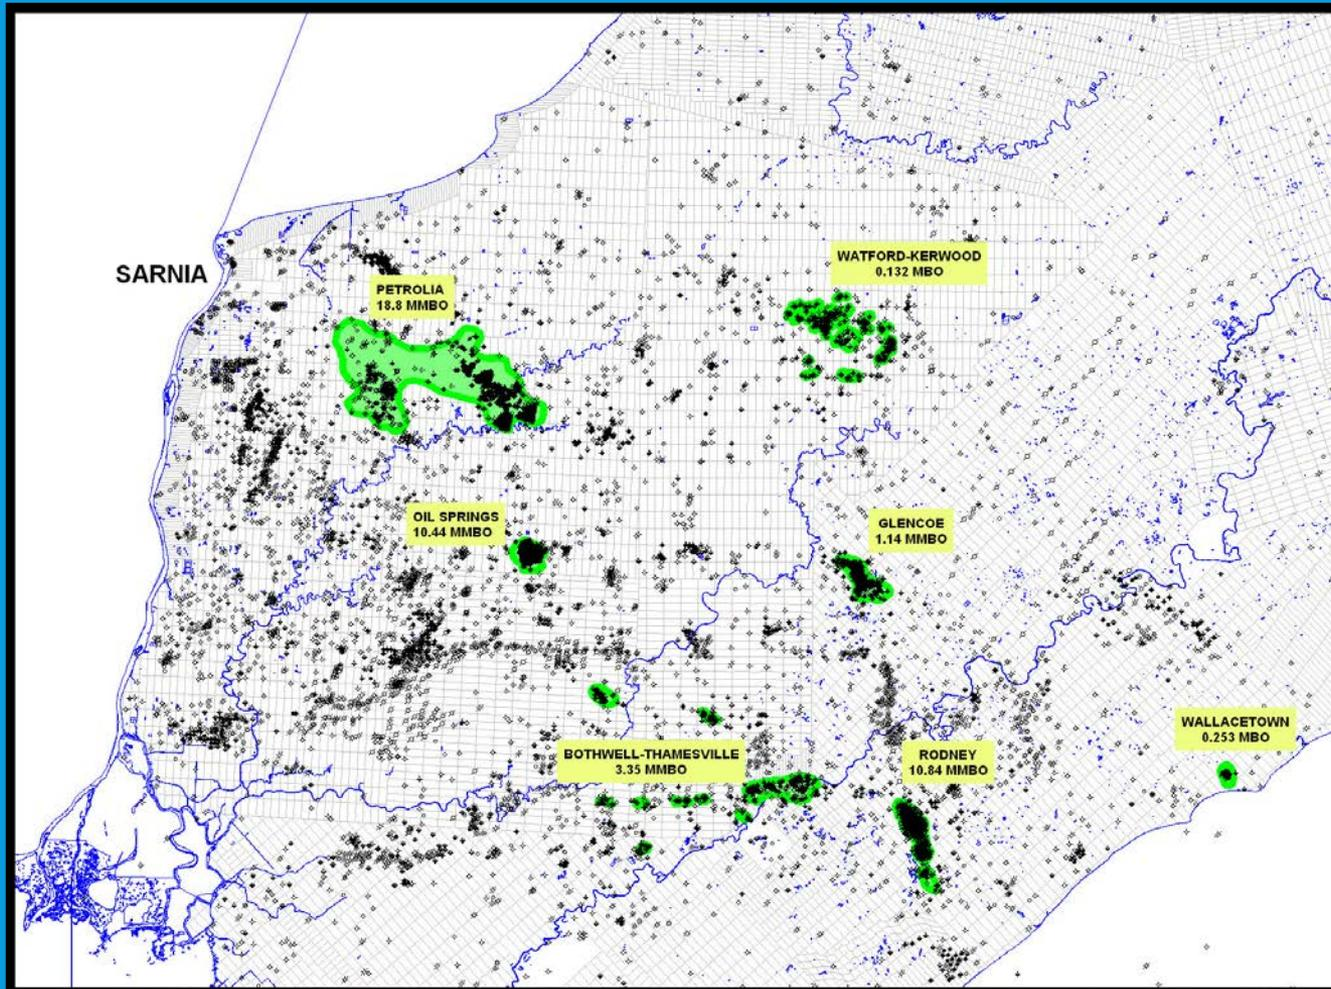 WATFORD-KERWOOD
0.132 MBO
SARNIA
PETROLIA
18.8 MMBO
OIL SPRINGS
10.44 MMBO
GLENCOE
1.14 MMBO
WALLACETOWN
0.253 MBO
BOTHWELL-THAMESVILLE
3.35 MMBO
RODNEY
10.84 MMBO